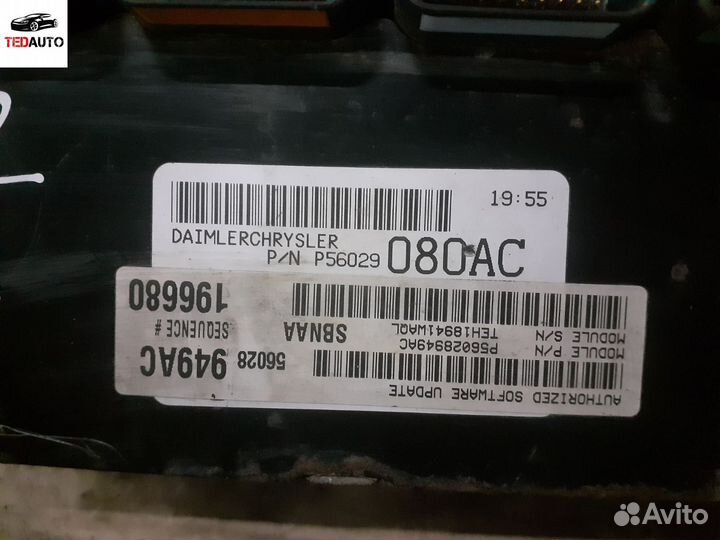 TEDAUTO
19:55
DAIMLERCHRYSLER
P/N P56029 080AC
AUTHORIZED SOFTWARE UPDATE
MODULE P/N P56028949AC
MODULE S/N TEH18941WAQL
56028 949AC
SBNAA
SEQUENCE # 196680
Avito